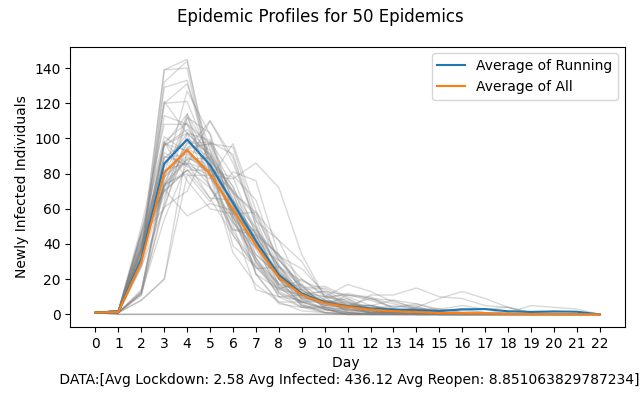 Epidemic Profiles for 50 Epidemics
Average of Running
Average of All
Newly Infected Individuals
140
120
100
80
60
40
20
0
0 1 2 3 4 5 6 7 8 9 10 11 12 13 14 15 16 17 18 19 20 21 22
Day
DATA:[Avg Lockdown: 2.58 Avg Infected: 436.12 Avg Reopen: 8.851063829787234]